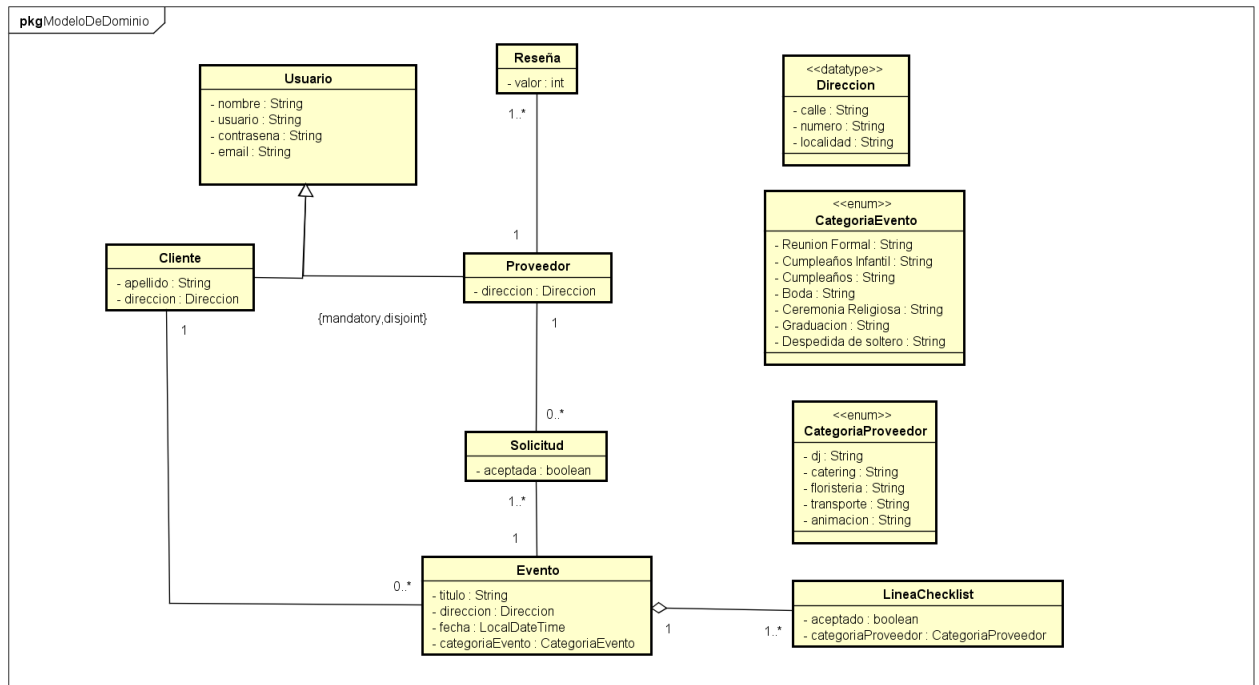 pkg ModeloDeDominio
Usuario
- nombre : String
- usuario : String
- contrasena : String
- email : String
Reseña
- valor : int
1..*
1
<<datatype>>
Direccion
- calle : String
- numero : String
- localidad : String
<<enum>>
CategoriaEvento
- Reunion Formal : String
- Cumpleaños Infantil : String
- Cumpleaños : String
- Boda : String
- Ceremonia Religiosa : String
- Graduacion : String
- Despedida de soltero : String
Cliente
- apellido : String
- direccion : Direccion
1
{mandatory,disjoint}
Proveedor
- direccion : Direccion
1
0..*
<<enum>>
CategoriaProveedor
- dj : String
- catering : String
- floristeria : String
- transporte : String
- animacion : String
Solicitud
- aceptada : boolean
1..*
1
0..*
Evento
- titulo : String
- direccion : Direccion
- fecha : LocalDateTime
- categoriaEvento : CategoriaEvento
1
1..*
LineaChecklist
- aceptado : boolean
- categoriaProveedor : CategoriaProveedor